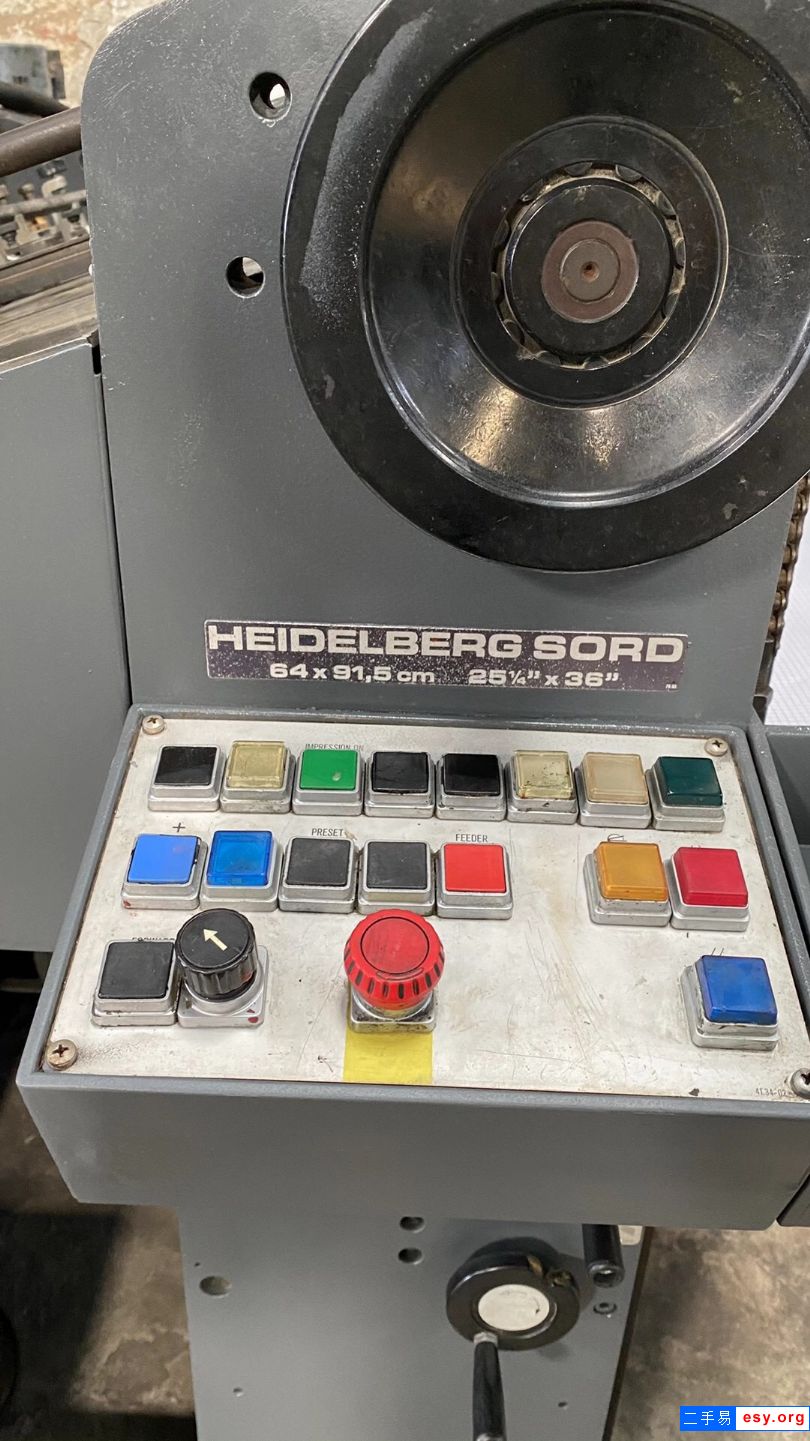 HEIDELBERG SORD
64 x 91,5 cm 25¼" x 36"
IMPRESSION ON
+
PRESET
FEEDER
二手易 esy.org